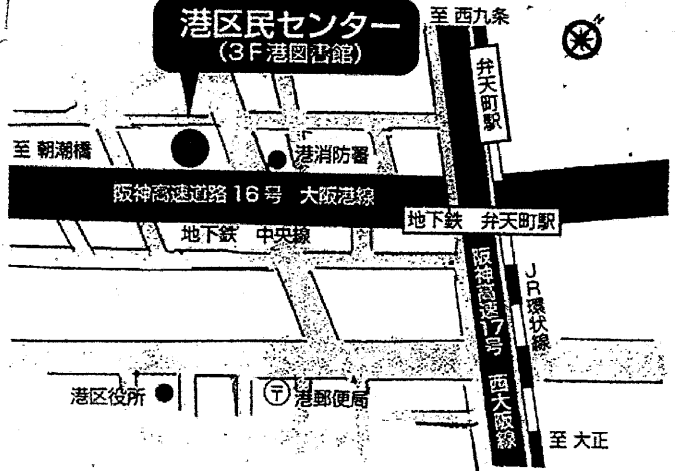 港区民センター
(3F港図書館)
至 西九条
N
弁天町駅
至 朝潮橋
港消防署
阪神高速道路16号 大阪港線
地下鉄 弁天町駅
地下鉄 中央線
阪神高速17号 西大阪線
JR環状線
港区役所
〒
港郵便局
至 大正